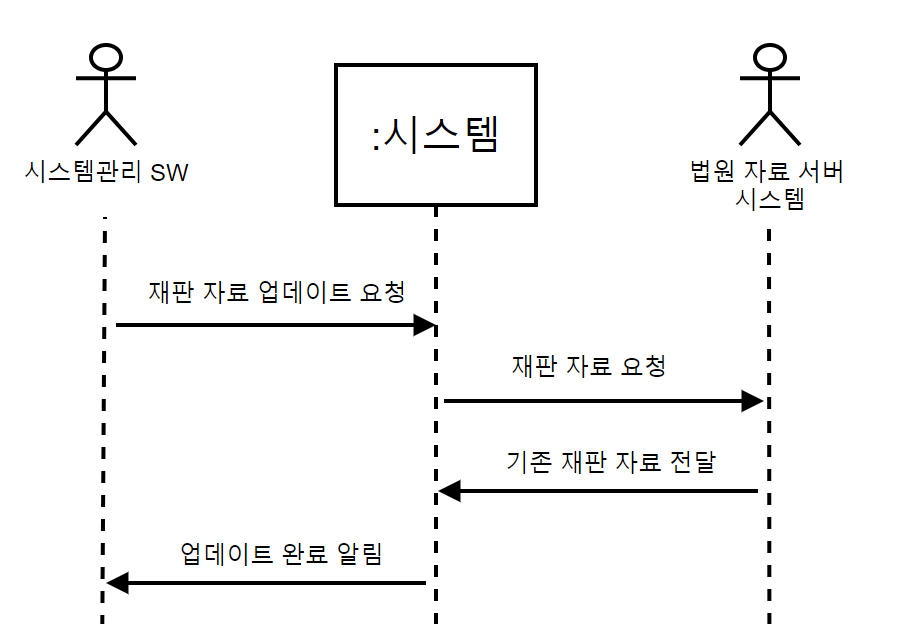 :시스템
시스템관리 SW
법원 자료 서버
시스템
재판 자료 업데이트 요청
재판 자료 요청
기존 재판 자료 전달
업데이트 완료 알림